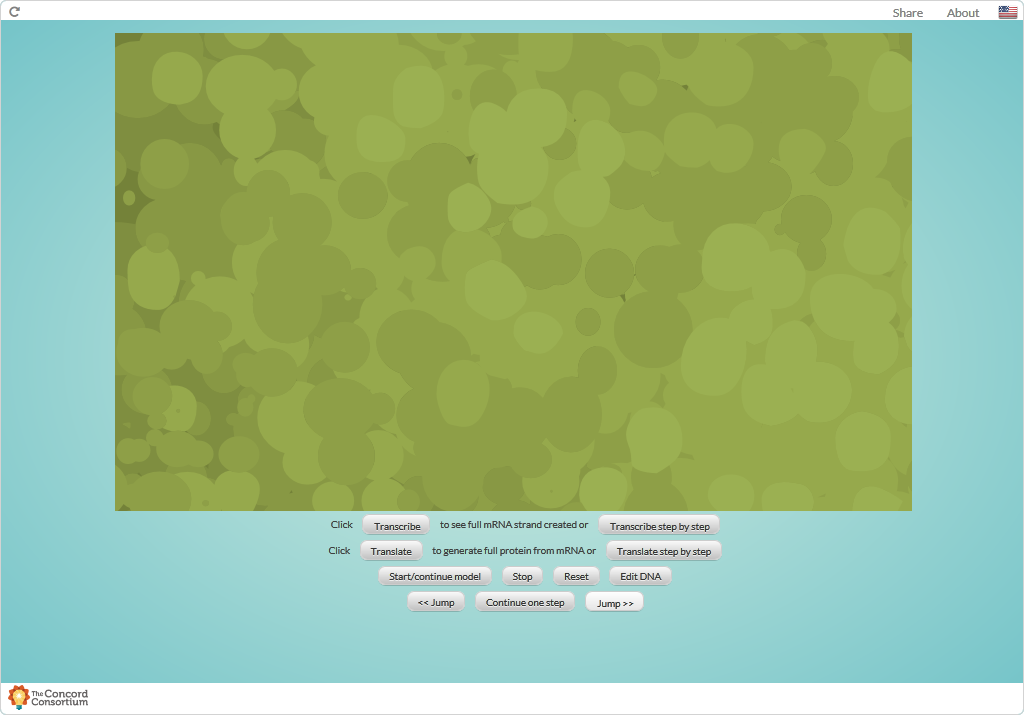 Share About
Click Transcribe to see full mRNA strand created or Transcribe step by step
Click Translate to generate full protein from mRNA or Translate step by step
Start/continue model Stop Reset Edit DNA
<< Jump Continue one step Jump >>
The Concord
Consortium